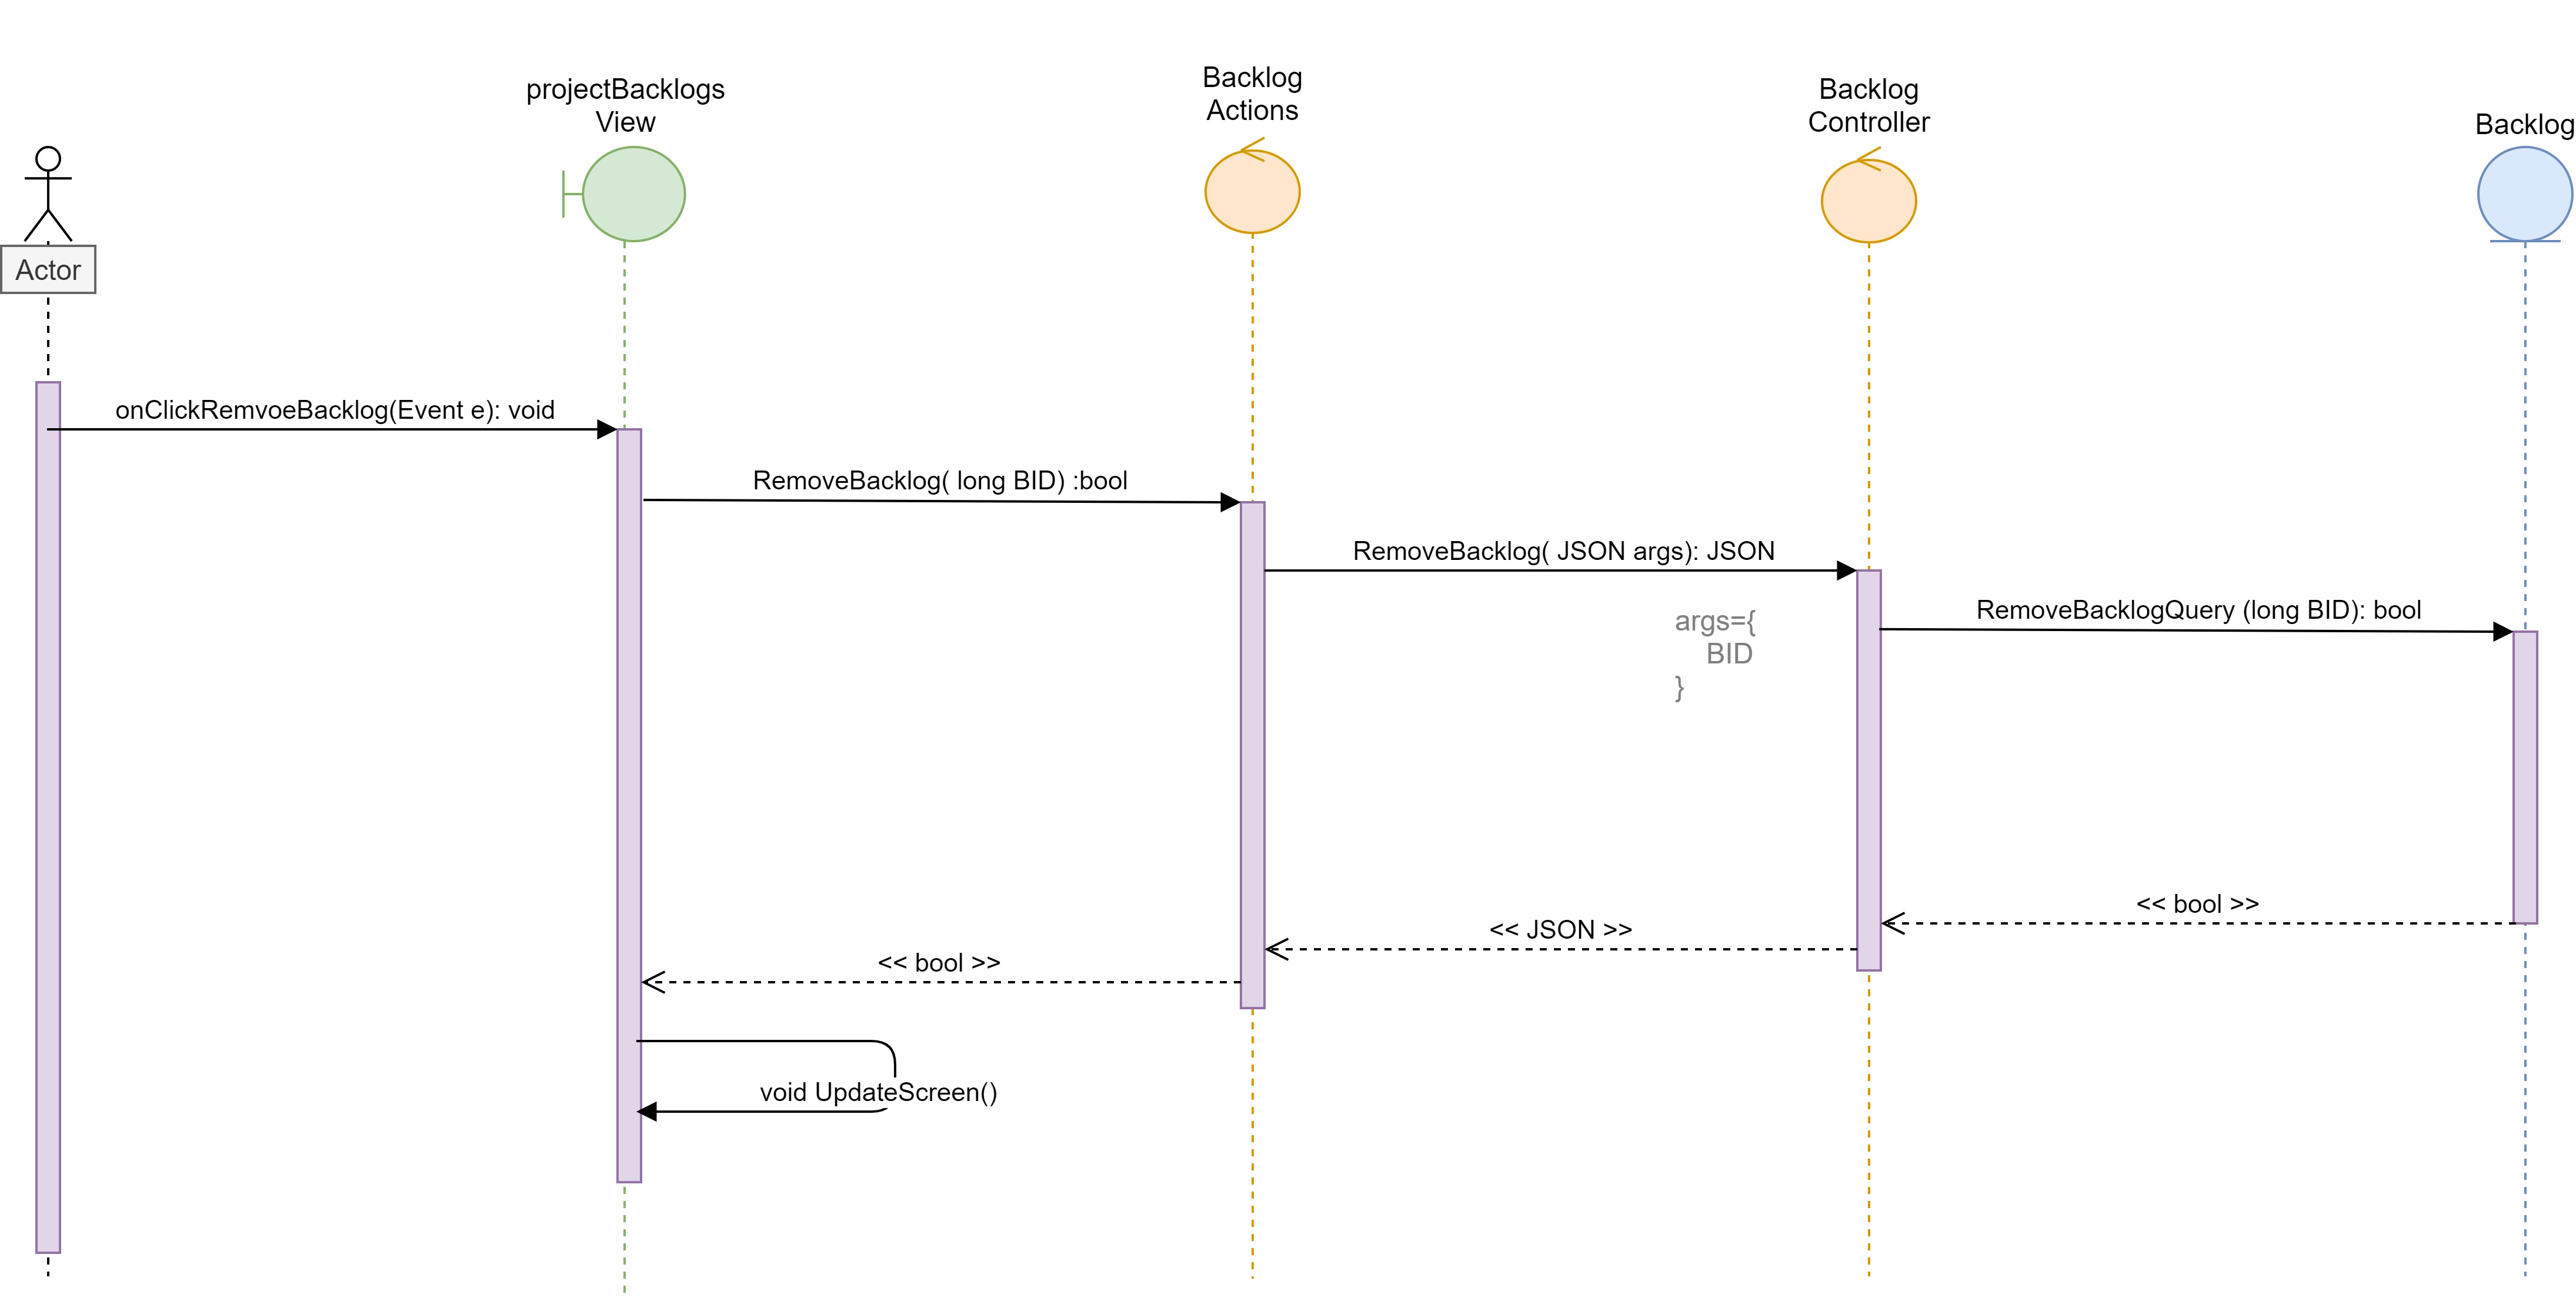 projectBacklogs
View
Backlog
Actions
Backlog
Controller
Backlog
Actor
onClickRemvoeBacklog(Event e): void
RemoveBacklog( long BID) :bool
RemoveBacklog( JSON args): JSON
args={
BID
}
RemoveBacklogQuery (long BID): bool
<< bool >>
<< JSON >>
<< bool >>
void UpdateScreen()